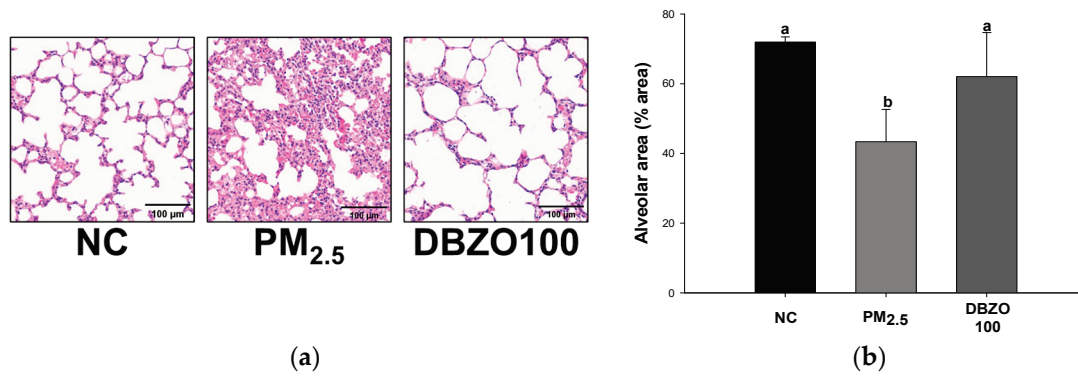 100 μm
100 μm
100 μm
NC
PM2.5
DBZO100
(a)
Alveolar area (% area)
80
60
40
20
0
a
b
a
NC
PM2.5
DBZO
100
(b)